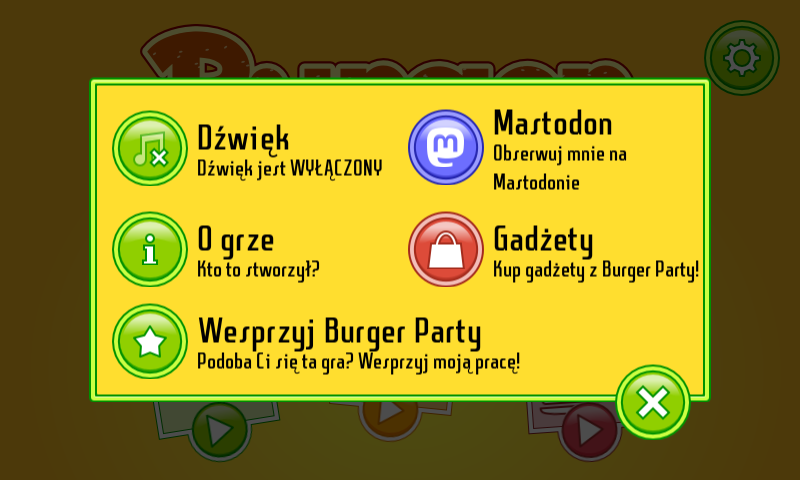 Dźwięk
Dźwięk jest WYŁĄCZONY
Mastodon
Obserwuj mnie na
Mastodonie
O grze
Kto to stworzył?
Gadżety
Kup gadżety z Burger Party!
Wesprzyj Burger Party
Podoba Ci się ta gra? Wesprzyj moją pracę!